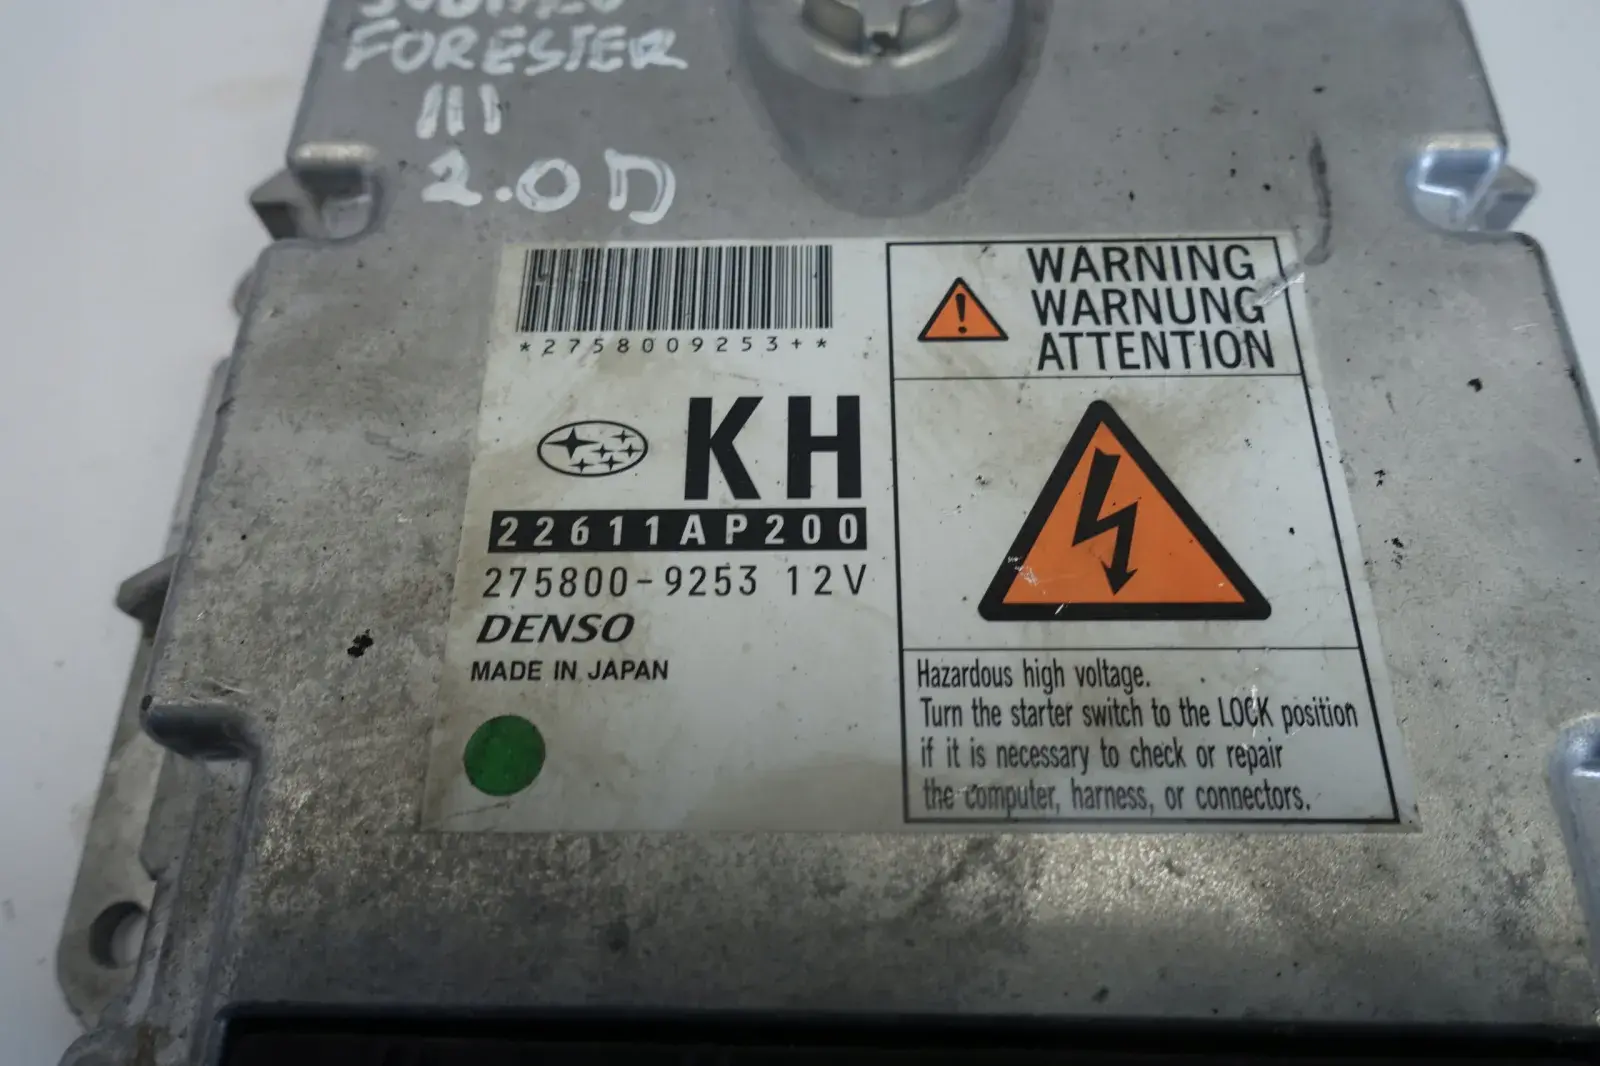 SUBARU
FORESTER
III
2.0D
*2758009253+*
KH
22611AP200
275800-9253 12V
DENSO
MADE IN JAPAN
WARNING
WARNUNG
ATTENTION
Hazardous high voltage.
Turn the starter switch to the LOCK position
if it is necessary to check or repair
the computer, harness, or connectors.